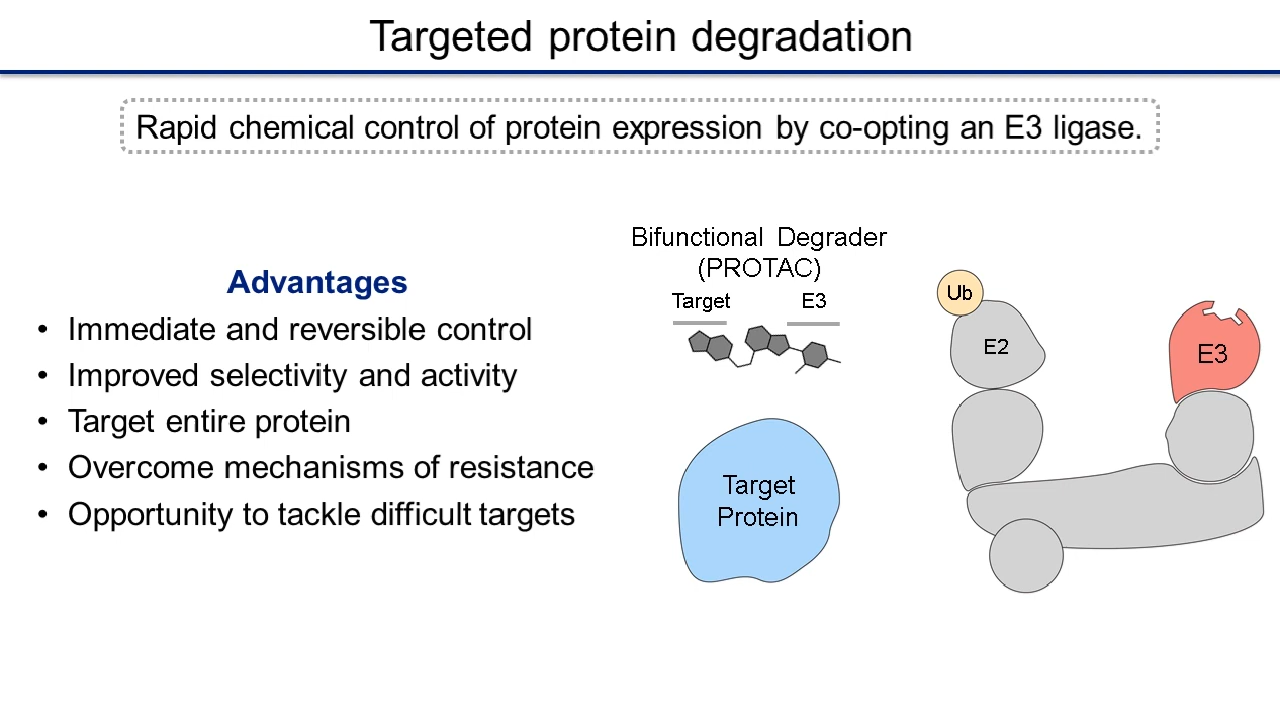 Targeted protein degradation
Rapid chemical control of protein expression by co-opting an E3 ligase.
Advantages
• Immediate and reversible control
• Improved selectivity and activity
• Target entire protein
• Overcome mechanisms of resistance
• Opportunity to tackle difficult targets
Bifunctional Degrader
(PROTAC)
Target
E3
Target
Protein
Ub
E2
E3